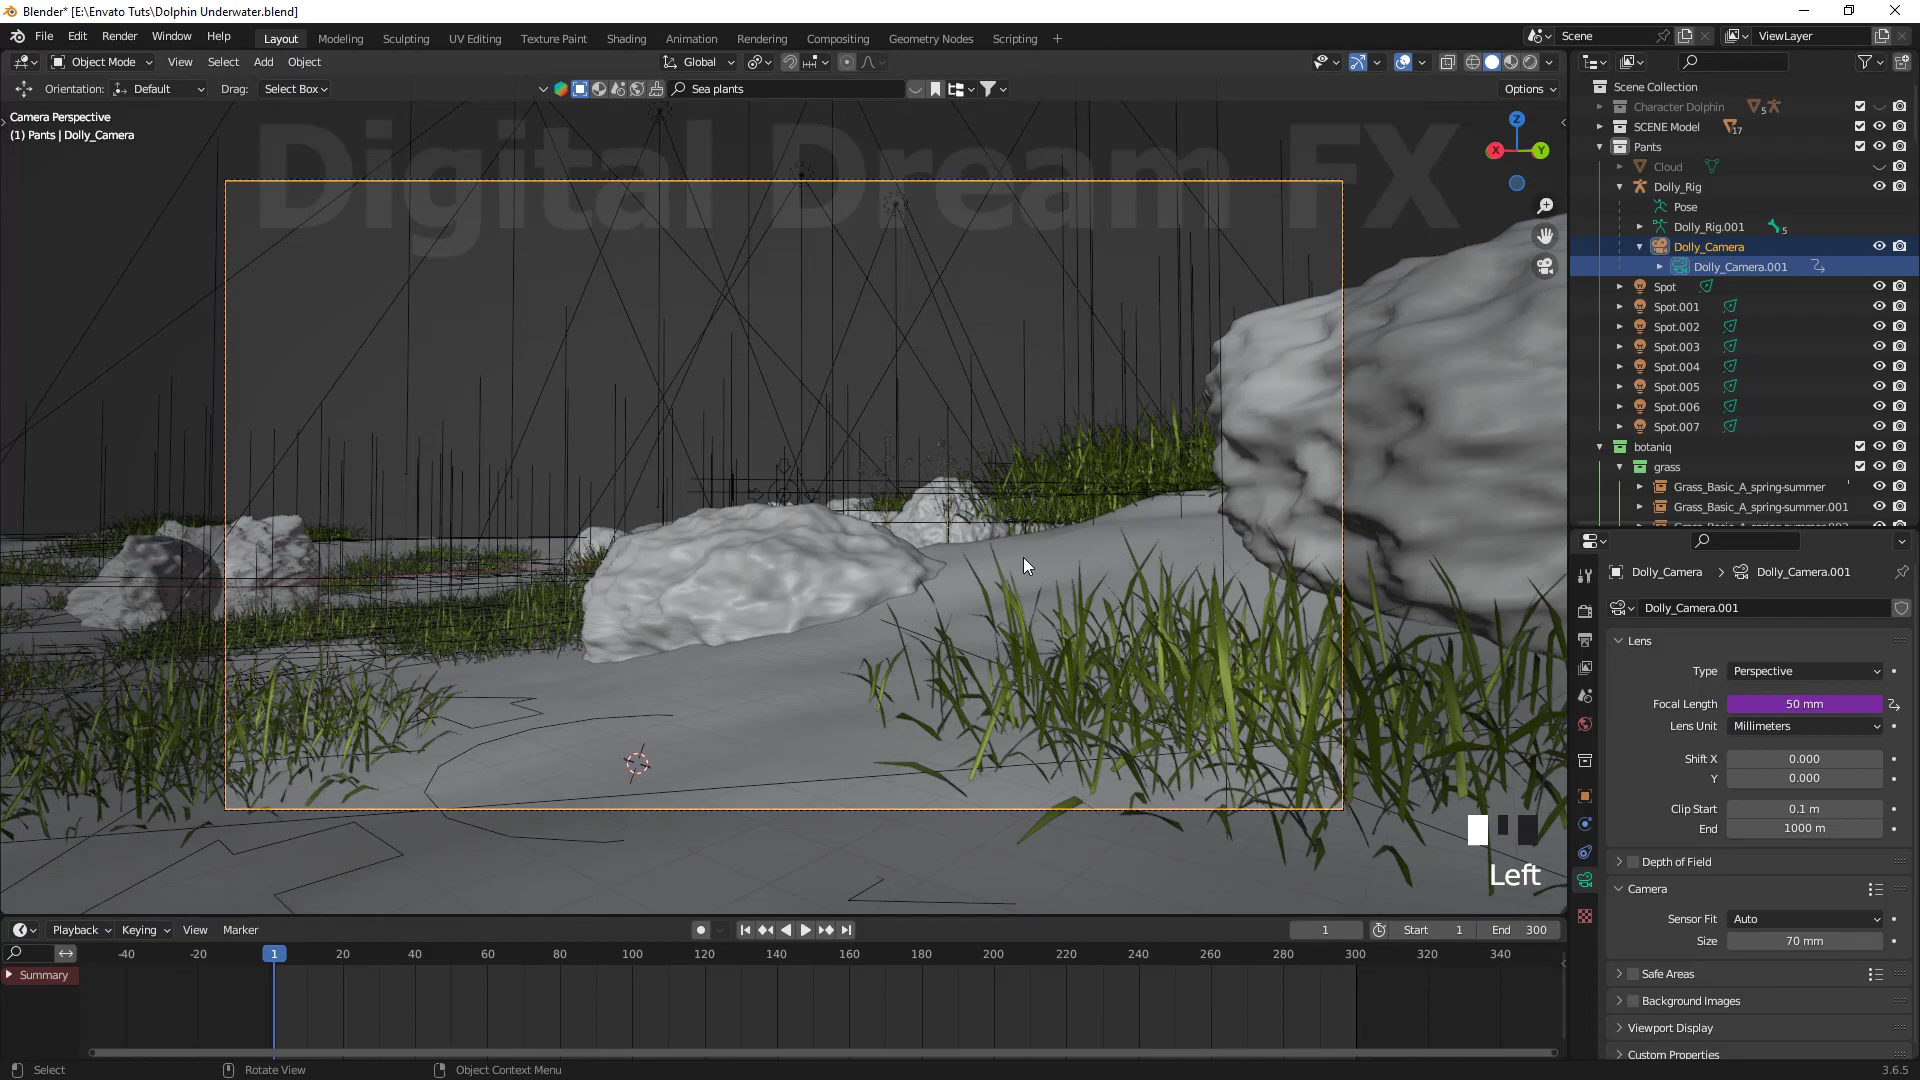 Blender* [E:\Envato Tuts\Dolphin Underwater.blend]
File Edit Render Window Help
Layout Modeling Sculpting UV Editing Texture Paint Shading Animation Rendering Compositing Geometry Nodes Scripting +
Scene ViewLayer
Object Mode View Select Add Object Global
Orientation: Default Drag: Select Box Sea plants Options
Camera Perspective
(1) Pants | Dolly_Camera
Digital Dream FX
Z
X Y
Left
Scene Collection
Character Dolphin 5
SCENE Model 17
Pants
Cloud
Dolly_Rig
Pose
Dolly_Rig.001 5
Dolly_Camera
Dolly_Camera.001
Spot
Spot.001
Spot.002
Spot.003
Spot.004
Spot.005
Spot.006
Spot.007
botaniq
grass
Grass_Basic_A_spring-summer
Grass_Basic_A_spring-summer.001
Dolly_Camera > Dolly_Camera.001
Dolly_Camera.001
Lens
Type Perspective
Focal Length 50 mm
Lens Unit Millimeters
Shift X 0.000
Y 0.000
Clip Start 0.1 m
End 1000 m
Depth of Field
Camera
Sensor Fit Auto
Size 70 mm
Safe Areas
Background Images
Viewport Display
Custom Properties
Playback Keying View Marker 1 Start 1 End 300
-40 -20 1 20 40 60 80 100 120 140 160 180 200 220 240 260 280 300 320 340
Summary
Select Rotate View Object Context Menu 3.6.5